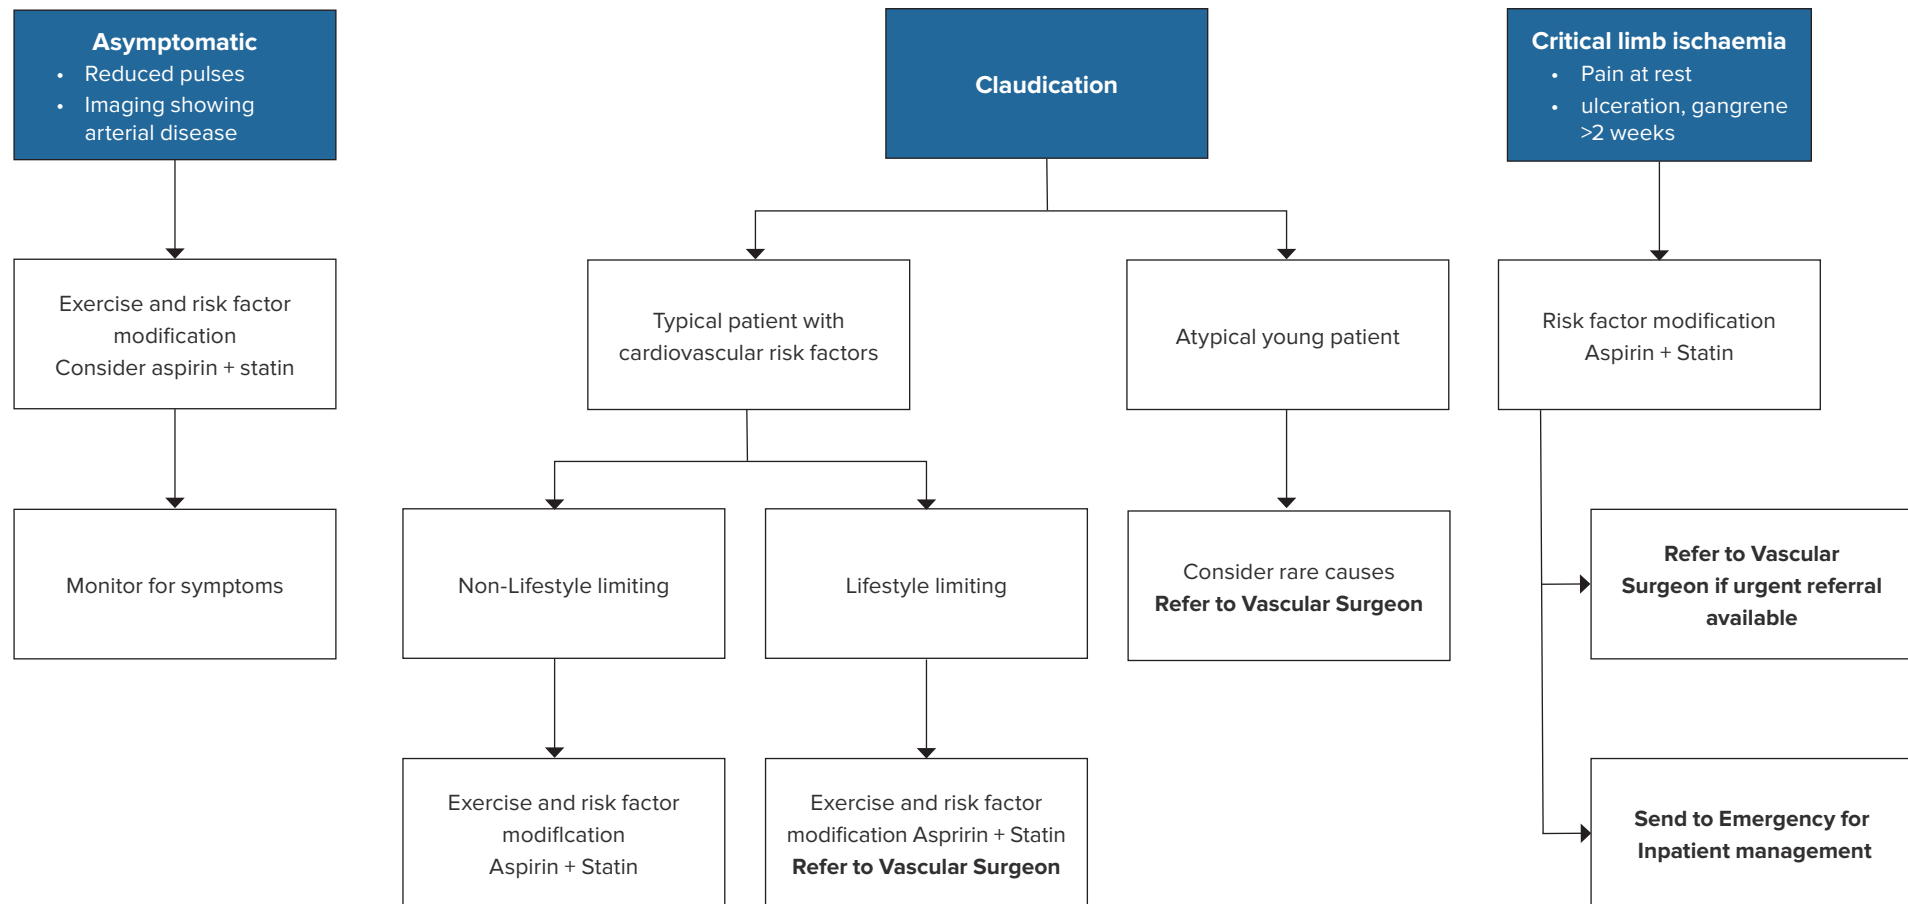 Asymptomatic
• Reduced pulses
• Imaging showing
arterial disease
Claudication
Critical limb ischaemia
• Pain at rest
• ulceration, gangrene
>2 weeks
Exercise and risk factor
modification
Consider aspirin + statin
Typical patient with
cardiovascular risk factors
Atypical young patient
Risk factor modification
Aspirin + Statin
Monitor for symptoms
Non-Lifestyle limiting
Lifestyle limiting
Consider rare causes
Refer to Vascular Surgeon
Refer to Vascular
Surgeon if urgent referral
available
Exercise and risk factor
modiflcation
Aspirin + Statin
Exercise and risk factor
modification Aspririn + Statin
Refer to Vascular Surgeon
Send to Emergency for
Inpatient management